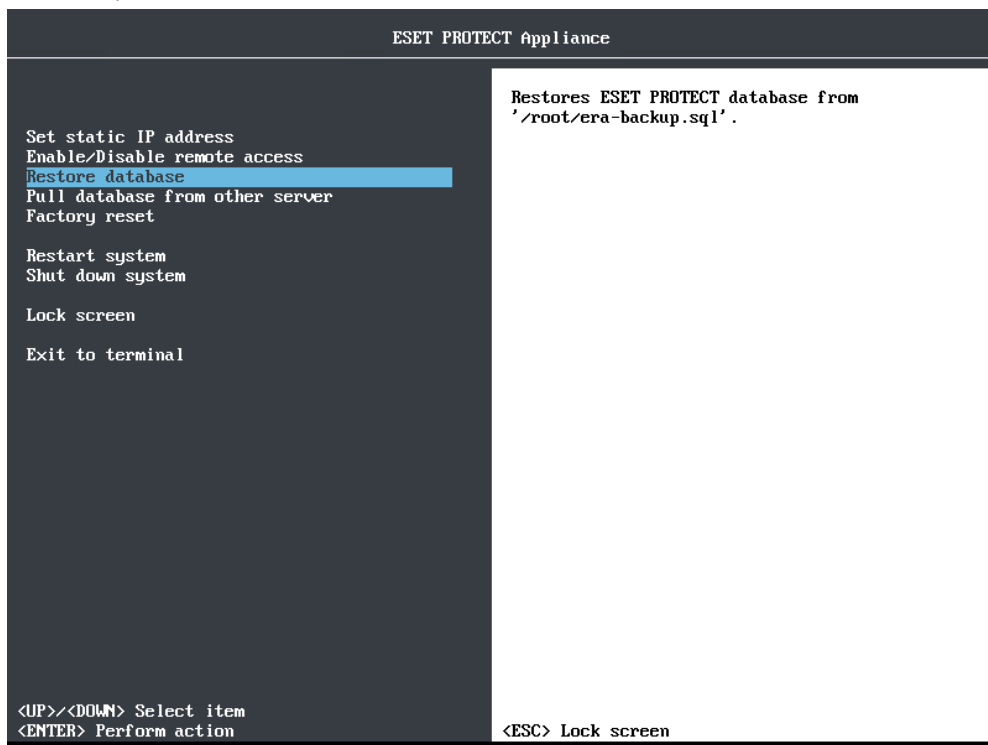 ESET PROTECT Appliance
Set static IP address
Enable/Disable remote access
Restore database
Pull database from other server
Factory reset
Restart system
Shut down system
Lock screen
Exit to terminal
Restores ESET PROTECT database from
'/root/era-backup.sql'.
<UP>/<DOWN> Select item
<ENTER> Perform action
<ESC> Lock screen